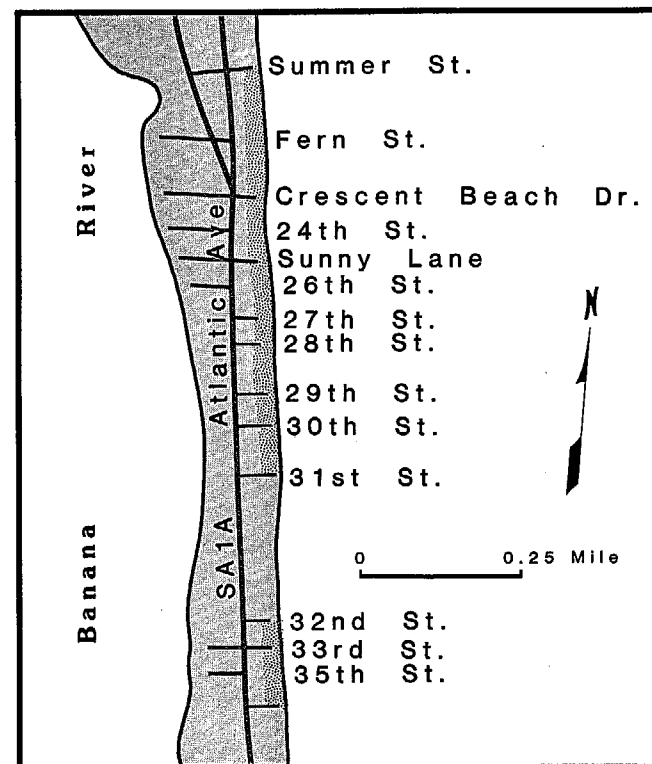 Summer St.
Fern St.
Crescent Beach Dr.
24th St.
Sunny Lane
26th St.
27th St.
28th St.
29th St.
30th St.
31st St.
32nd St.
33rd St.
35th St.
River
Banana
Atlantic Ave
SA1A
N
0 0.25 Mile